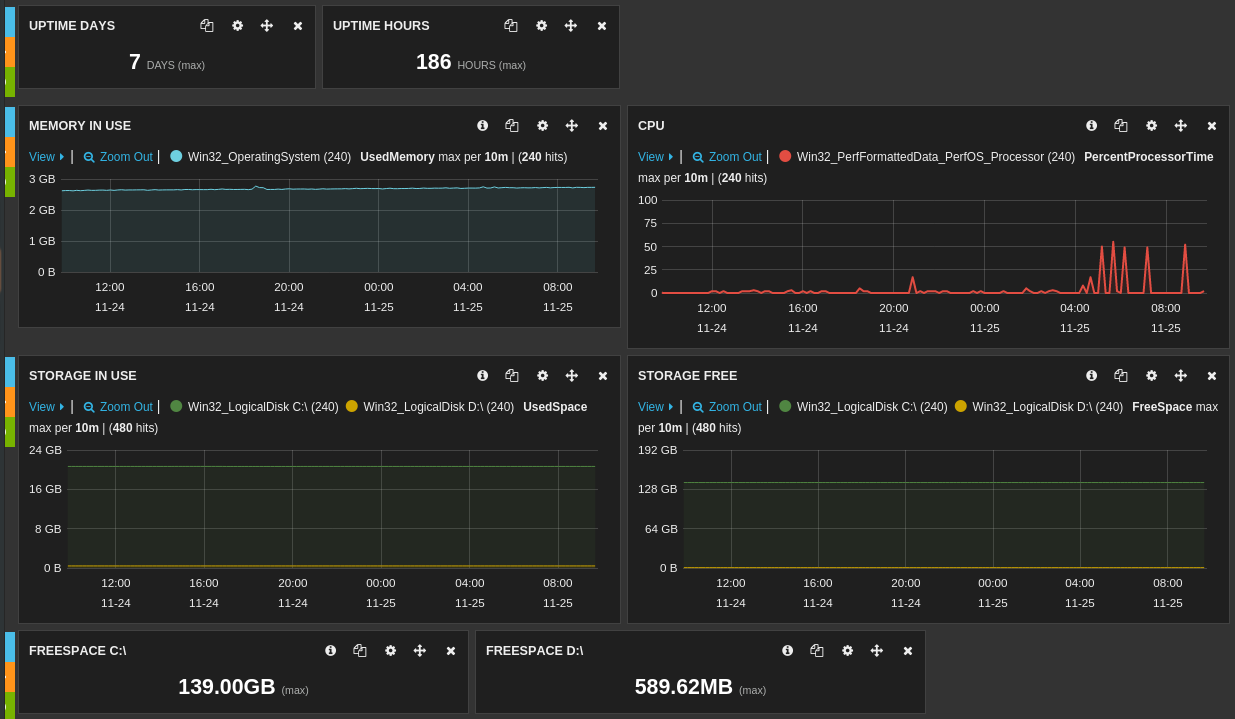 UPTIME DAYS
7 DAYS (max)
UPTIME HOURS
186 HOURS (max)
MEMORY IN USE
View | Zoom Out | Win32_OperatingSystem (240) UsedMemory max per 10m | (240 hits)
3 GB
2 GB
1 GB
0 B
12:00 16:00 20:00 00:00 04:00 08:00
11-24 11-24 11-24 11-25 11-25 11-25
CPU
View | Zoom Out | Win32_PerfFormattedData_PerfOS_Processor (240) PercentProcessorTime
max per 10m | (240 hits)
100
75
50
25
0
12:00 16:00 20:00 00:00 04:00 08:00
11-24 11-24 11-24 11-25 11-25 11-25
STORAGE IN USE
View | Zoom Out | Win32_LogicalDisk C:\ (240) Win32_LogicalDisk D:\ (240) UsedSpace
max per 10m | (480 hits)
24 GB
16 GB
8 GB
0 B
12:00 16:00 20:00 00:00 04:00 08:00
11-24 11-24 11-24 11-25 11-25 11-25
STORAGE FREE
View | Zoom Out | Win32_LogicalDisk C:\ (240) Win32_LogicalDisk D:\ (240) FreeSpace max
per 10m | (480 hits)
192 GB
128 GB
64 GB
0 B
12:00 16:00 20:00 00:00 04:00 08:00
11-24 11-24 11-24 11-25 11-25 11-25
FREESPACE C:\
139.00GB (max)
FREESPACE D:\
589.62MB (max)